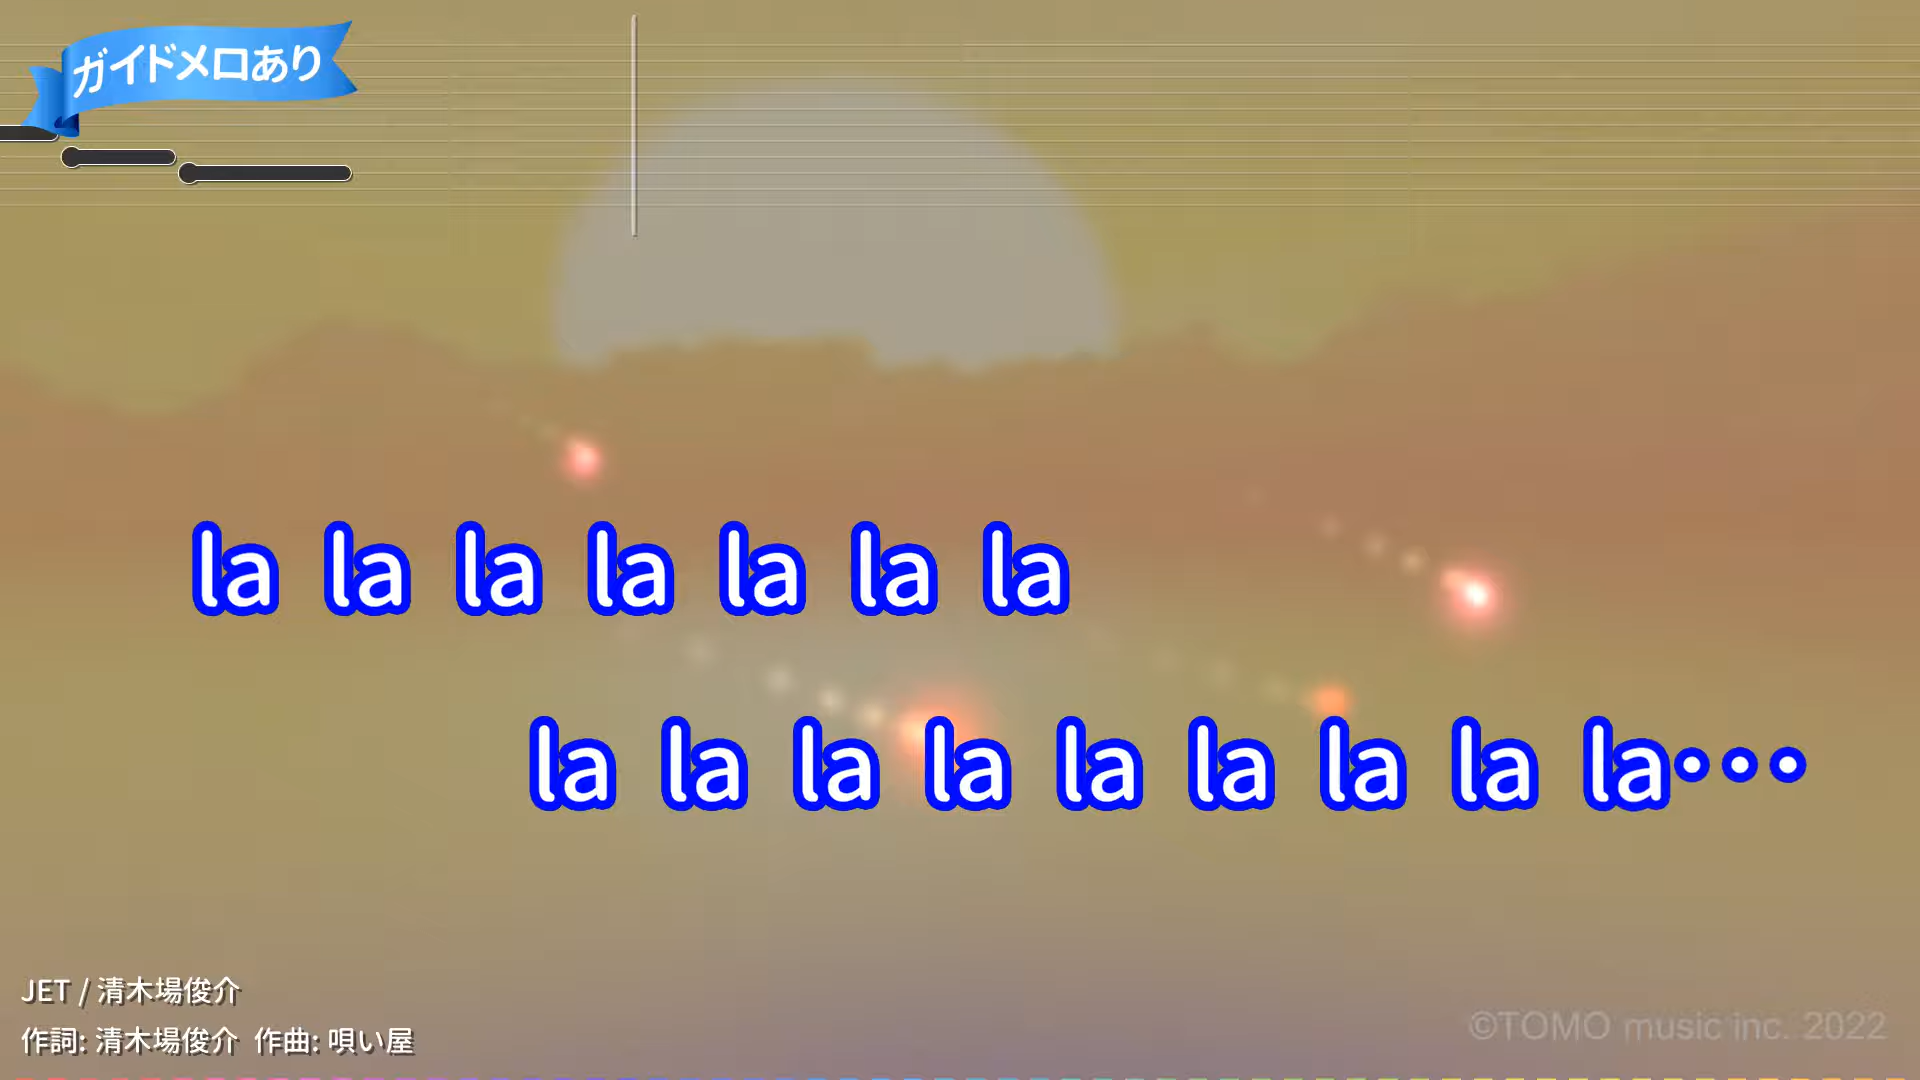 ガイドメロあり
la la la la la la la
la la la la la la la la la•••
JET / 清木場俊介
作詞: 清木場俊介 作曲: 唄い屋
©TOMO music inc. 2022